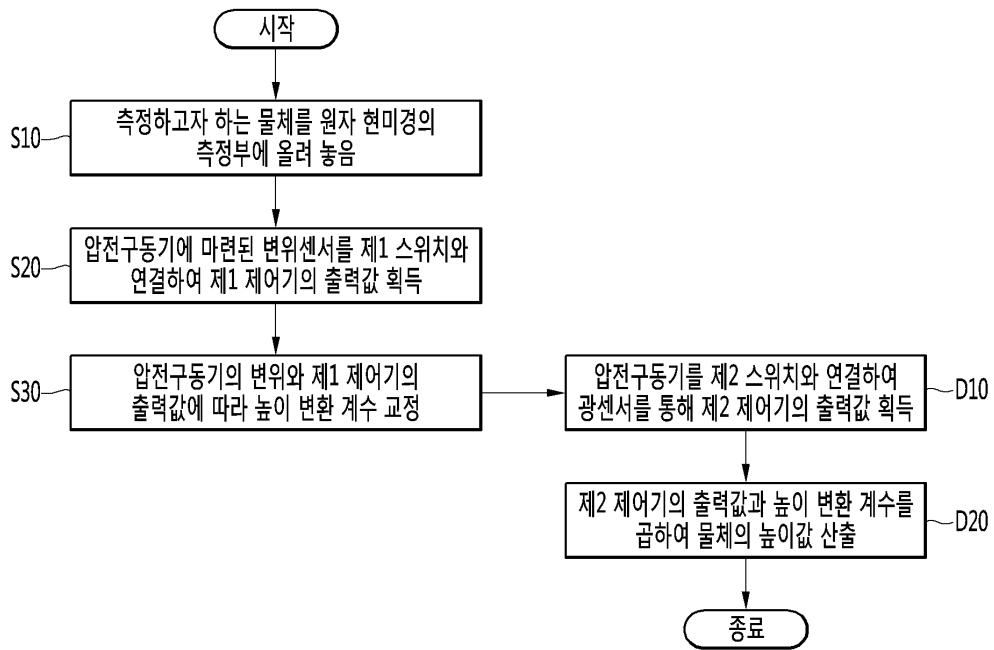 시작
S10
측정하고자 하는 물체를 원자 현미경의
측정부에 올려 놓음
S20
압전구동기에 마련된 변위센서를 제1 스위치와
연결하여 제1 제어기의 출력값 획득
S30
압전구동기의 변위와 제1 제어기의
출력값에 따라 높이 변환 계수 교정
압전구동기를 제2 스위치와 연결하여
광센서를 통해 제2 제어기의 출력값 획득
D10
제2 제어기의 출력값과 높이 변환 계수를
곱하여 물체의 높이값 산출
D20
종료